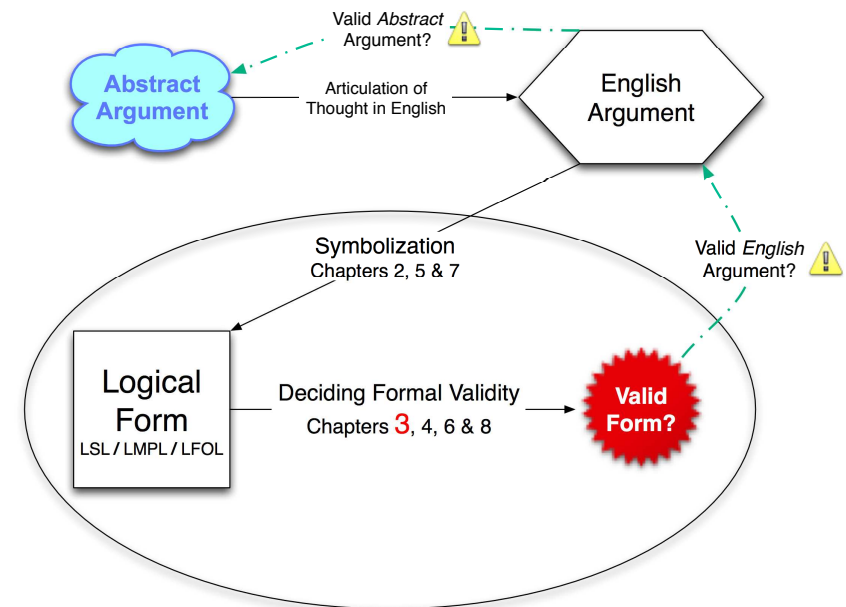 Valid Abstract
Argument?
Abstract
Argument
Articulation of
Thought in English
English
Argument
Symbolization
Chapters 2, 5 & 7
Valid English
Argument?
Logical
Form
LSL / LMPL / LFOL
Deciding Formal Validity
Chapters 3, 4, 6 & 8
Valid
Form?